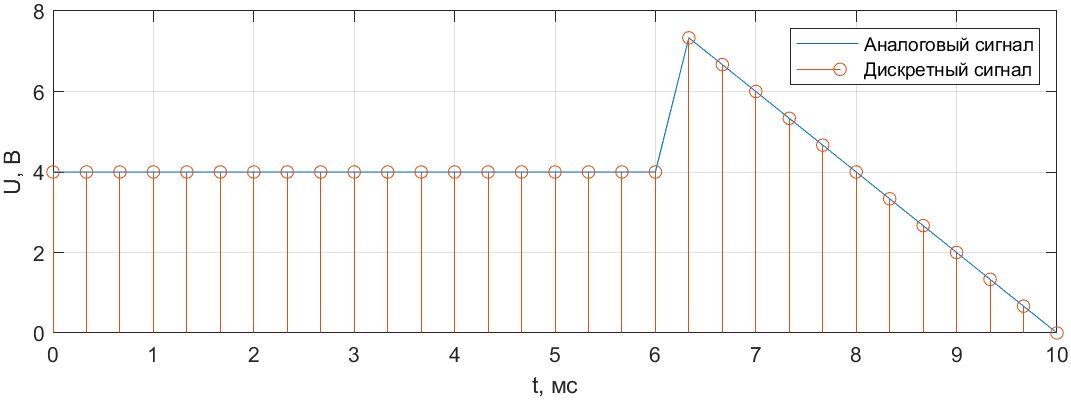 8
6
4
2
0
U, В
Аналоговый сигнал
Дискретный сигнал
0 1 2 3 4 5 6 7 8 9 10
t, мс